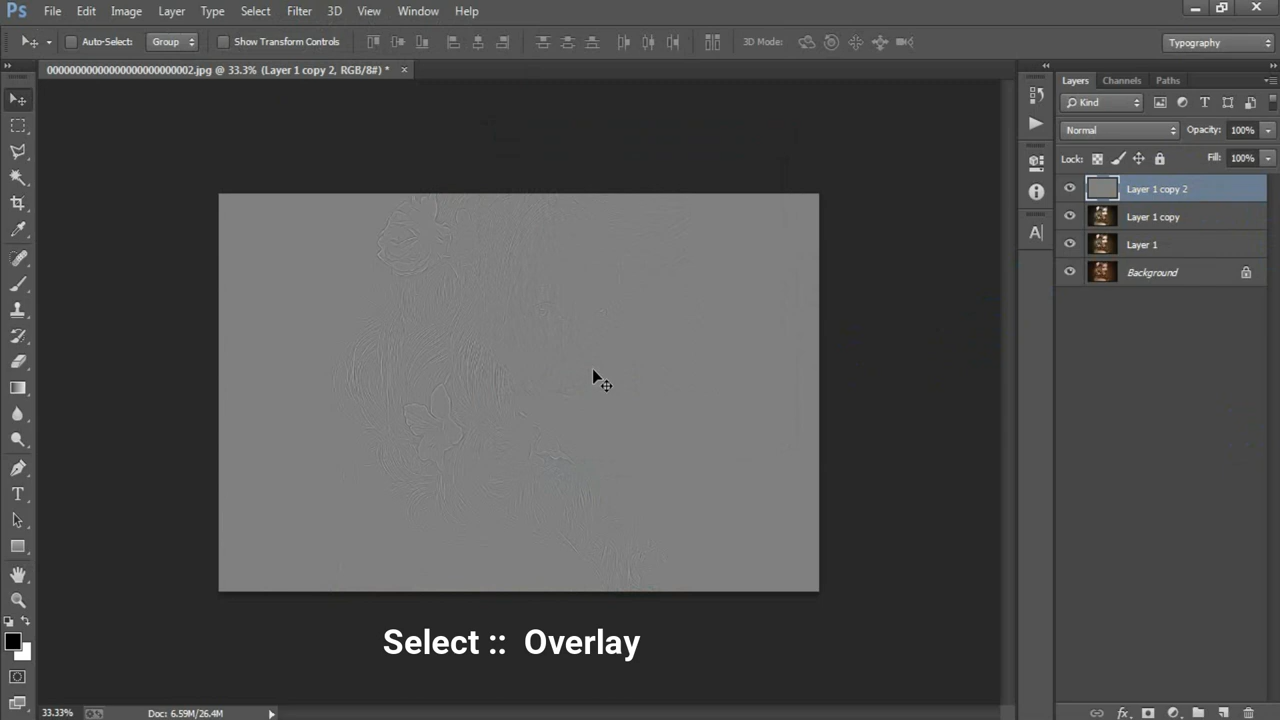 Ps File Edit Image Layer Type Select Filter 3D View Window Help
Auto-Select: Group Show Transform Controls 3D Mode: Typography
0000000000000000000000002.jpg @ 33.3% (Layer 1 copy 2, RGB/8#) * ×
Layers Channels Paths
Kind
Normal Opacity: 100%
Lock: Fill: 100%
Layer 1 copy 2
Layer 1 copy
Layer 1
Background
Select :: Overlay
33.33% Doc: 6.59M/26.4M